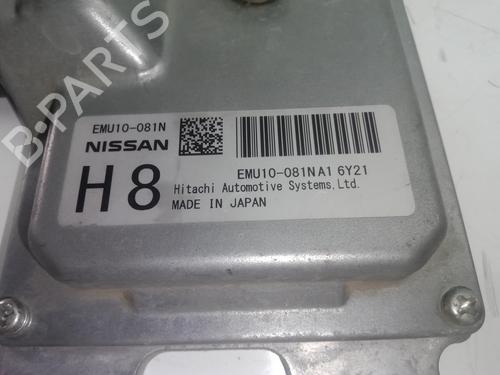 B-PARTS
EMU10-081N
NISSAN
EMU10-081NA1 6Y21
H8
Hitachi Automotive Systems,Ltd.
MADE IN JAPAN